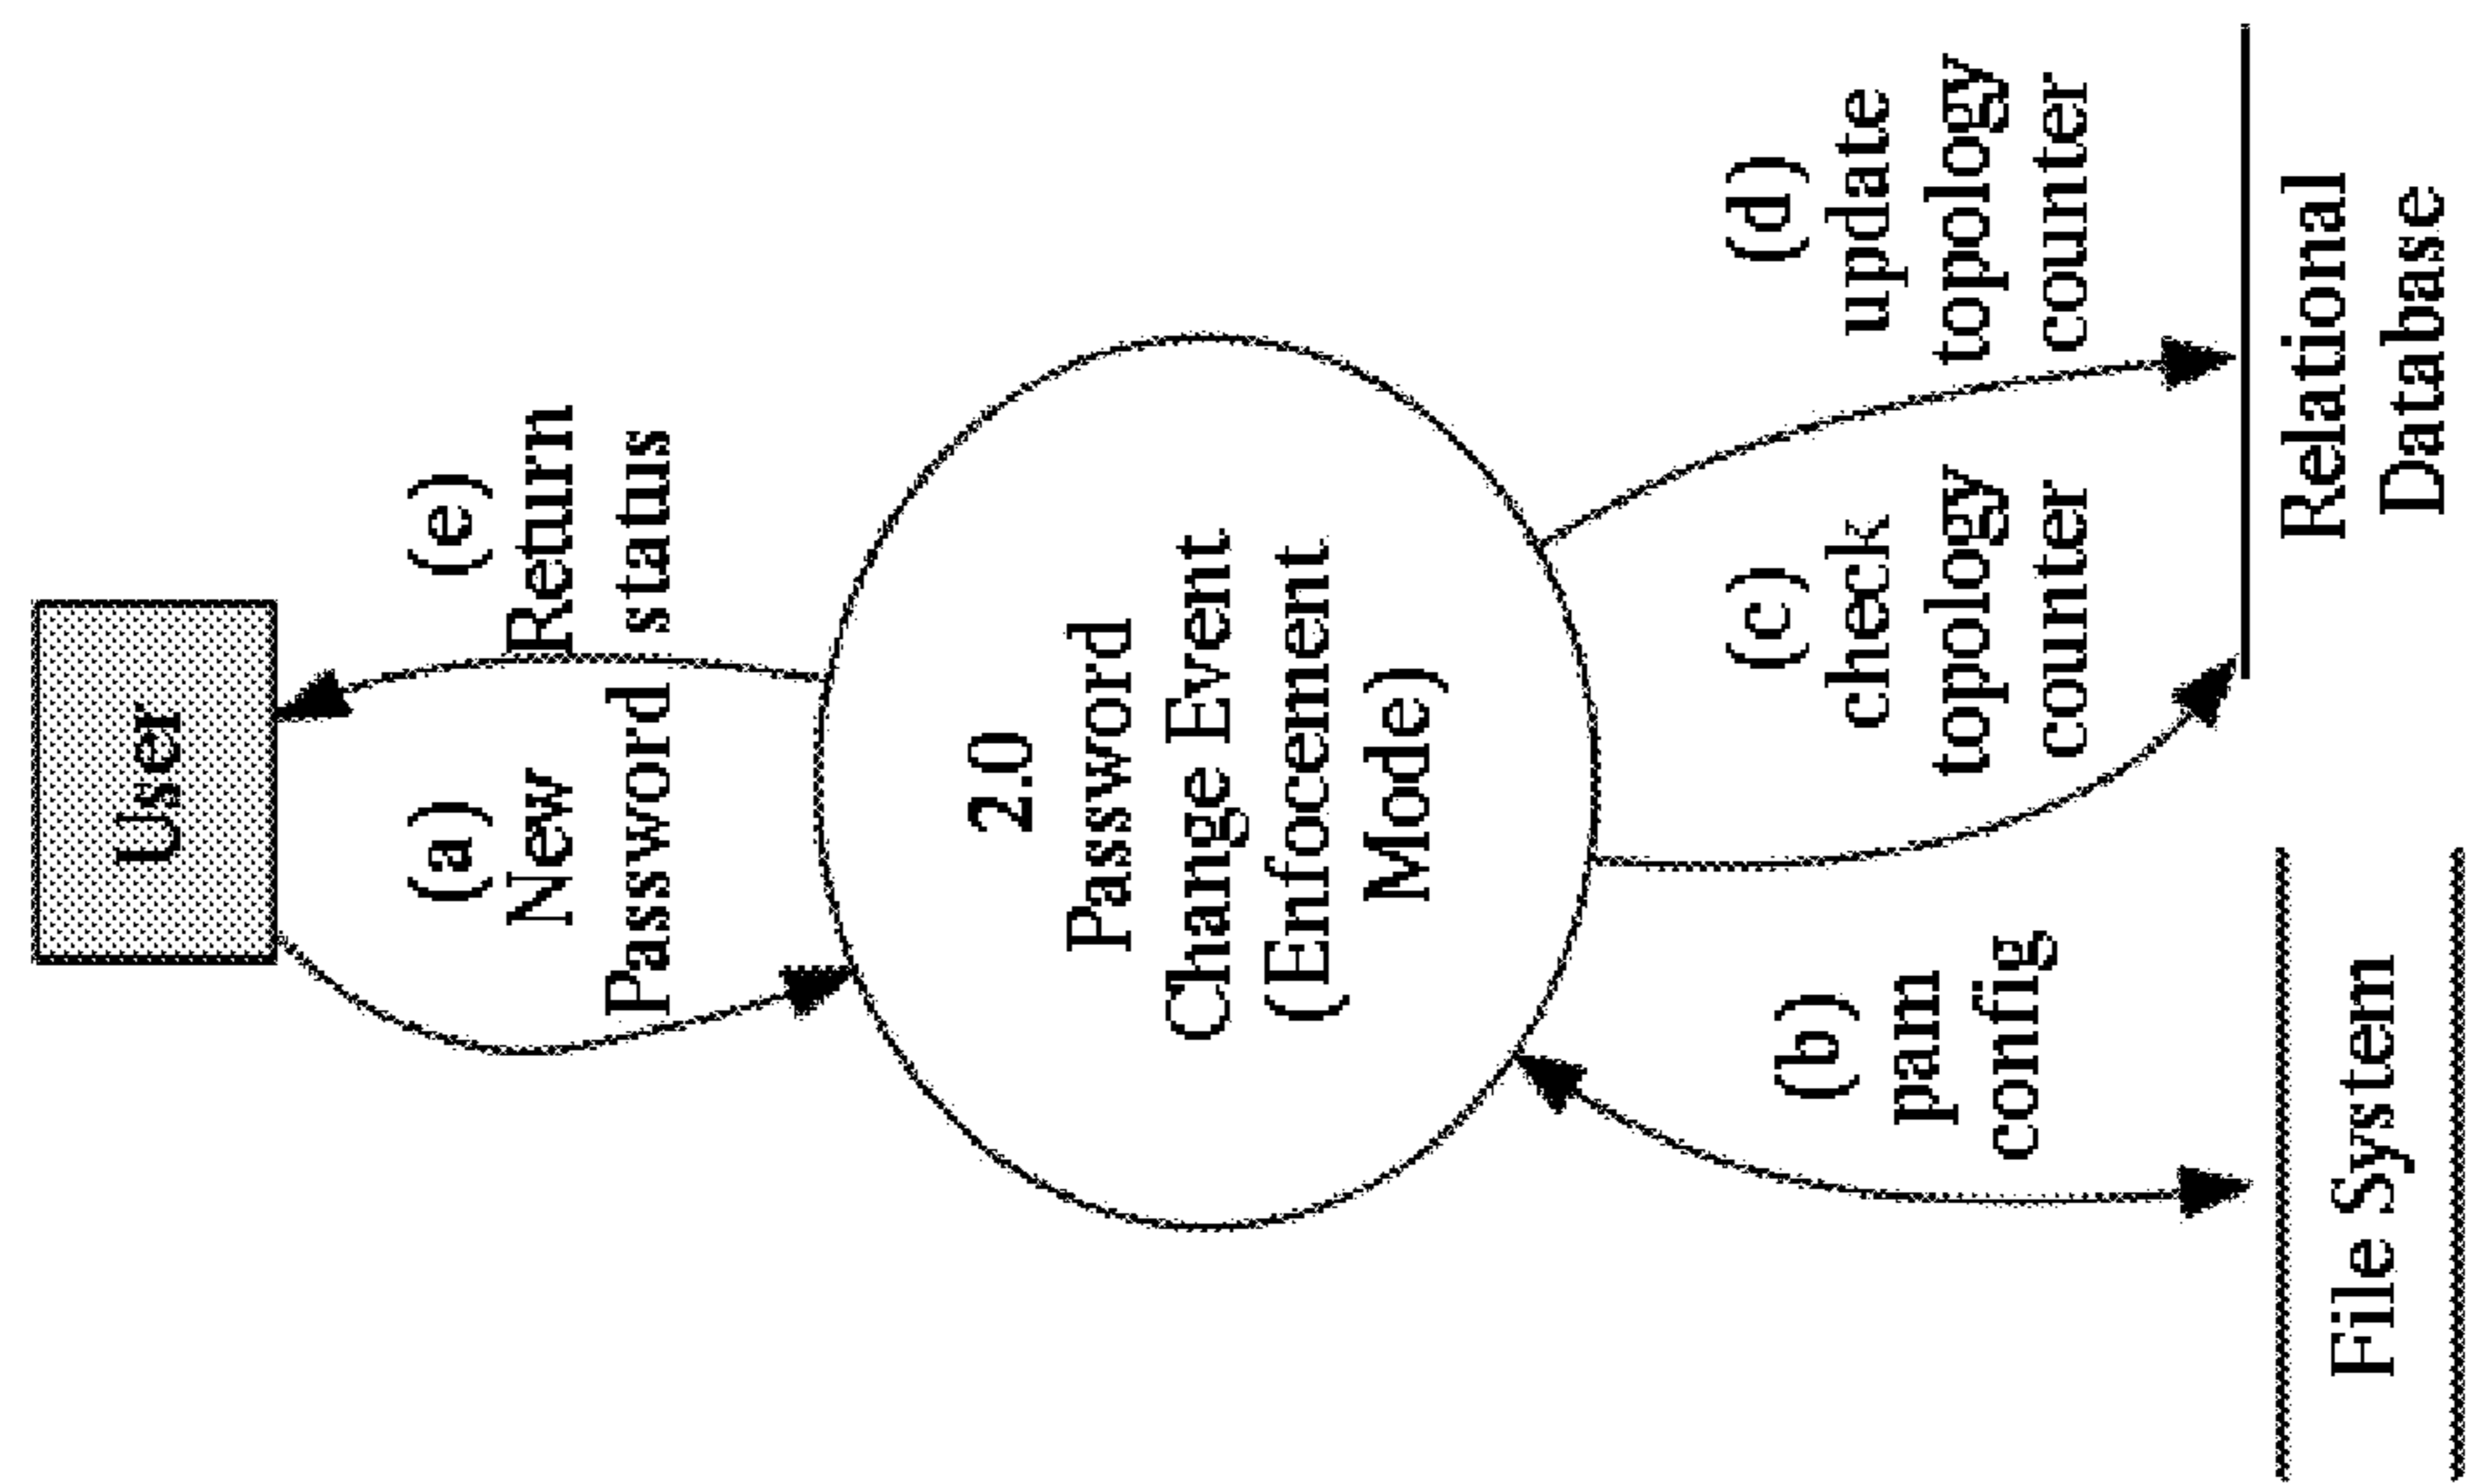 User
(a)
New
Password
(e)
Return
status
2.0
Password
Change Event
(Enfocement
Mode)
(b)
pam
config
(c)
check
topology
counter
(d)
update
topology
counter
File System
Relational
Database